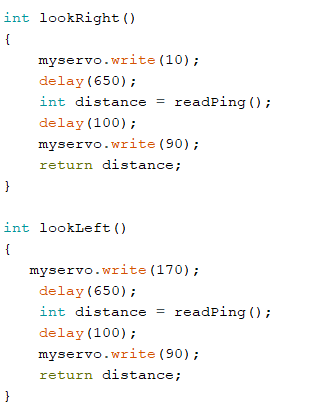 int lookRight()
{
    myservo.write(10);
    delay(650);
    int distance = readPing();
    delay(100);
    myservo.write(90);
    return distance;
}

int lookLeft()
{
   myservo.write(170);
    delay(650);
    int distance = readPing();
    delay(100);
    myservo.write(90);
    return distance;
}